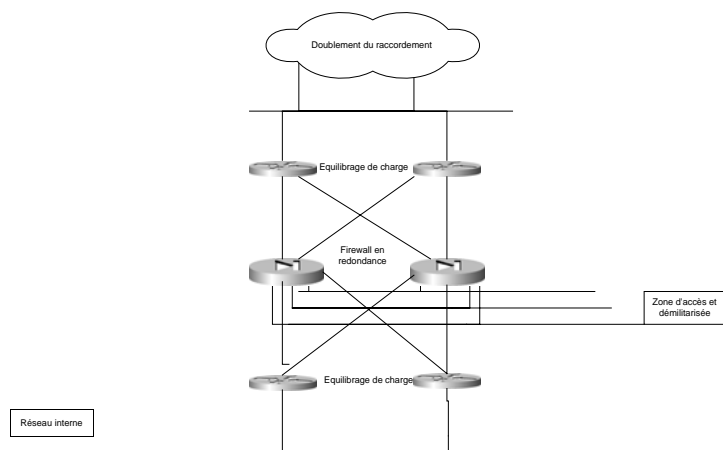 Doublement du raccordement
Equilibrage de charge
Firewall en
redondance
Zone d'accès et
démilitarisée
Equilibrage de charge
Réseau interne